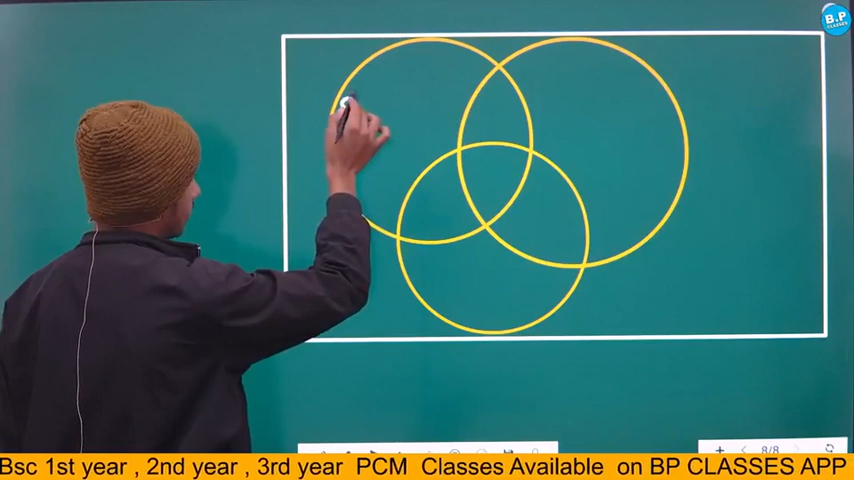 B.P
CLASSES
8/8
Bsc 1st year , 2nd year , 3rd year PCM Classes Available on BP CLASSES APP